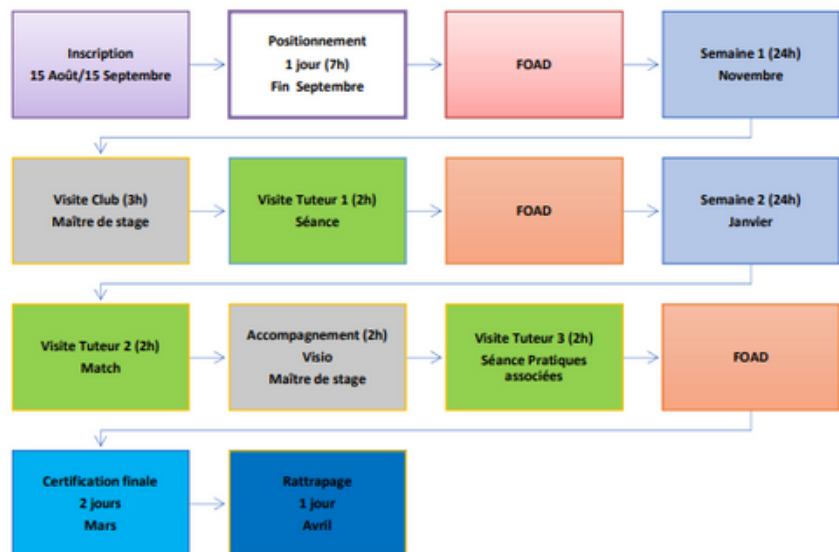 Inscription
15 Août/15 Septembre
Positionnement
1 jour (7h)
Fin Septembre
FOAD
Semaine 1 (24h)
Novembre
Visite Club (3h)
Maître de stage
Visite Tuteur 1 (2h)
Séance
FOAD
Semaine 2 (24h)
Janvier
Visite Tuteur 2 (2h)
Match
Accompagnement (2h)
Visio
Maître de stage
Visite Tuteur 3 (2h)
Séance Pratiques
associées
FOAD
Certification finale
2 jours
Mars
Rattrapage
1 jour
Avril